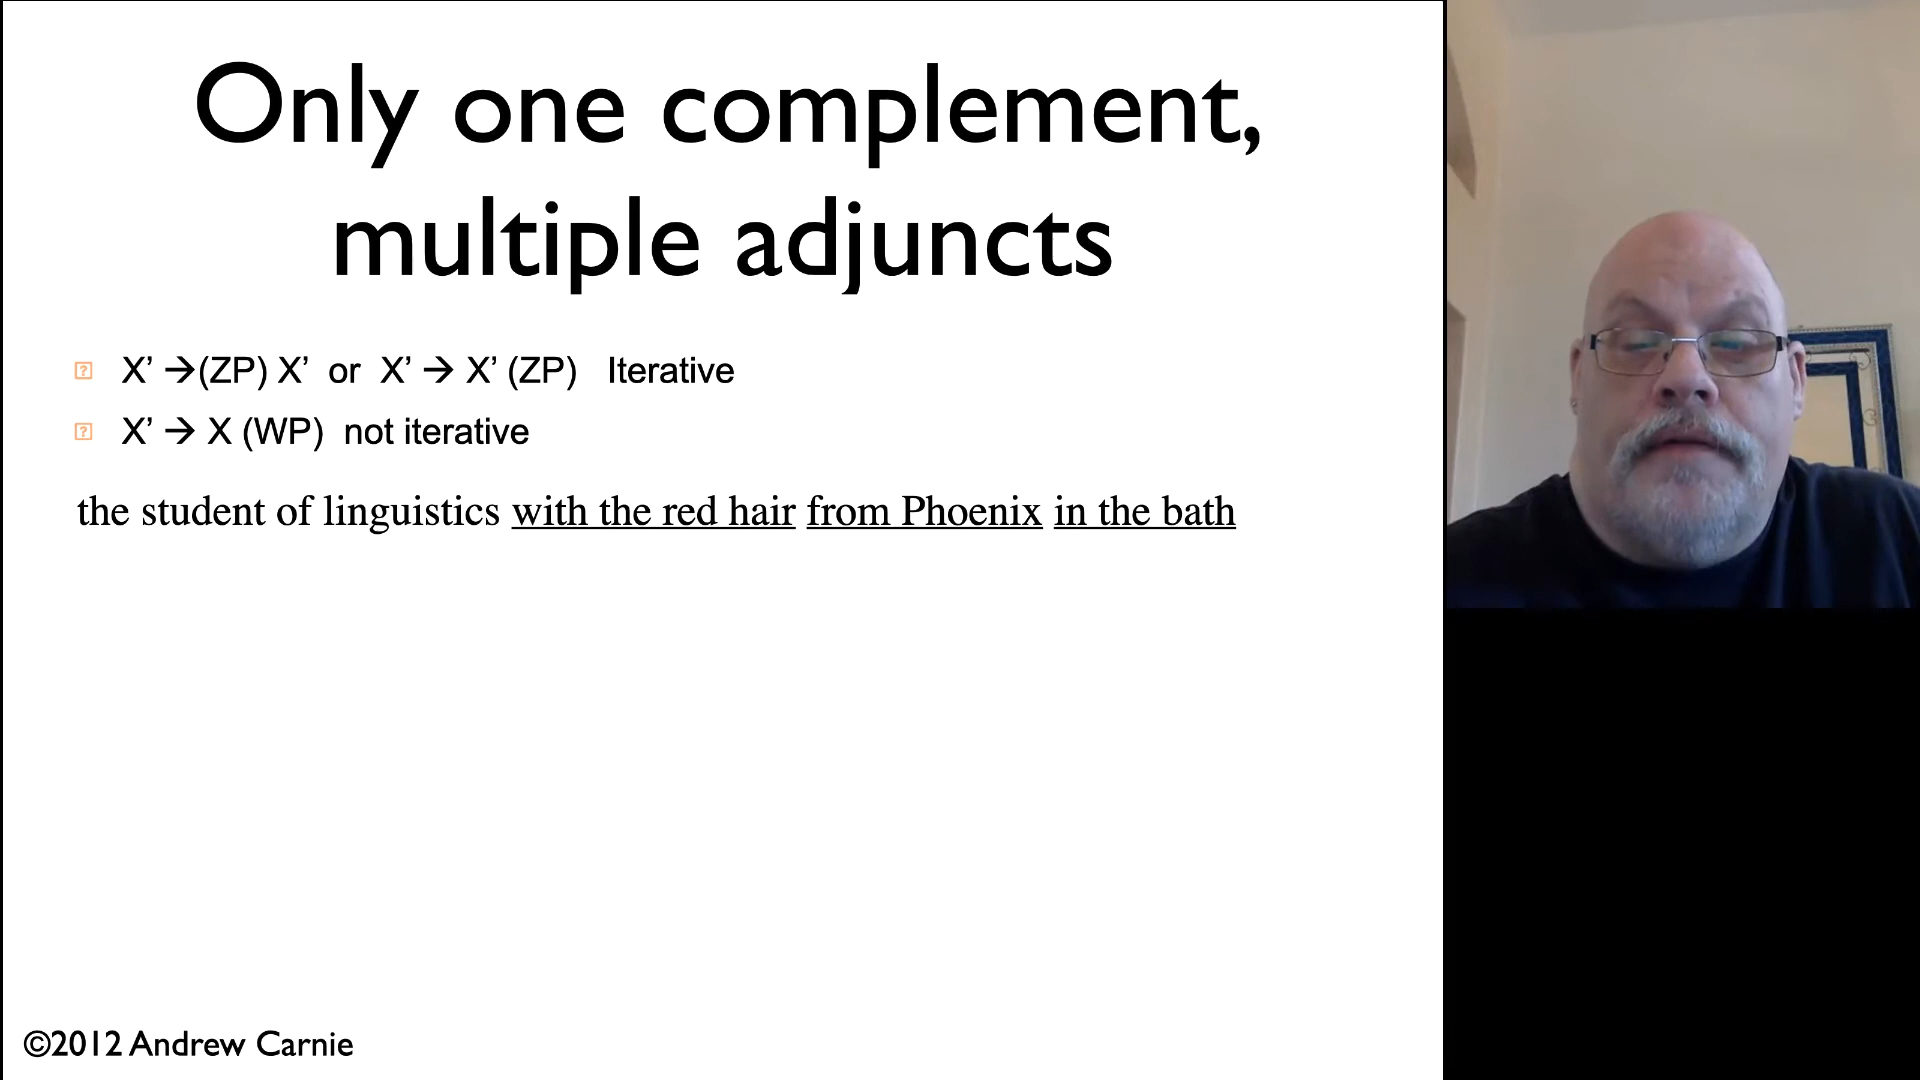 Only one complement,
multiple adjuncts
X’ →(ZP) X’ or X’ → X’ (ZP) Iterative
X’ → X (WP) not iterative
the student of linguistics with the red hair from Phoenix in the bath
©2012 Andrew Carnie